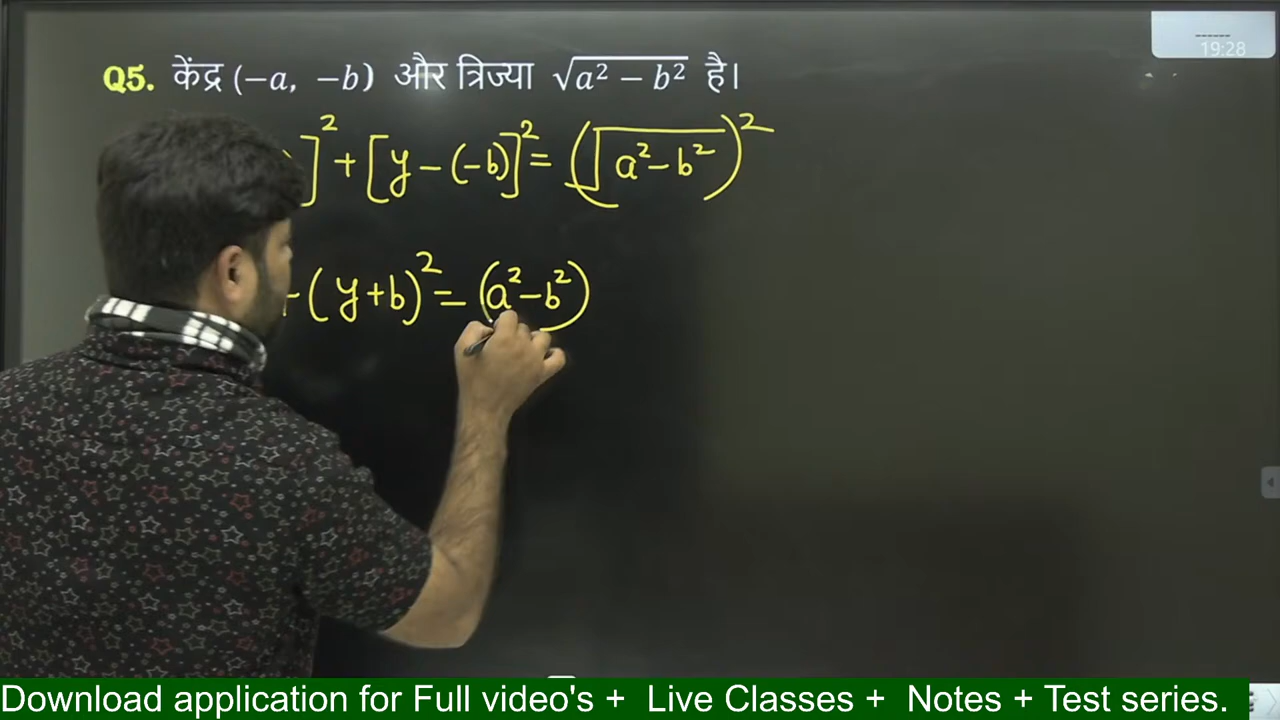 19:28
Q5. केंद्र (−a, −b) और त्रिज्या √a² − b² है।
]² + [y − (−b)]² = (√a² − b²)²
− (y + b)² = (a² − b²)
Download application for Full video's + Live Classes + Notes + Test series.